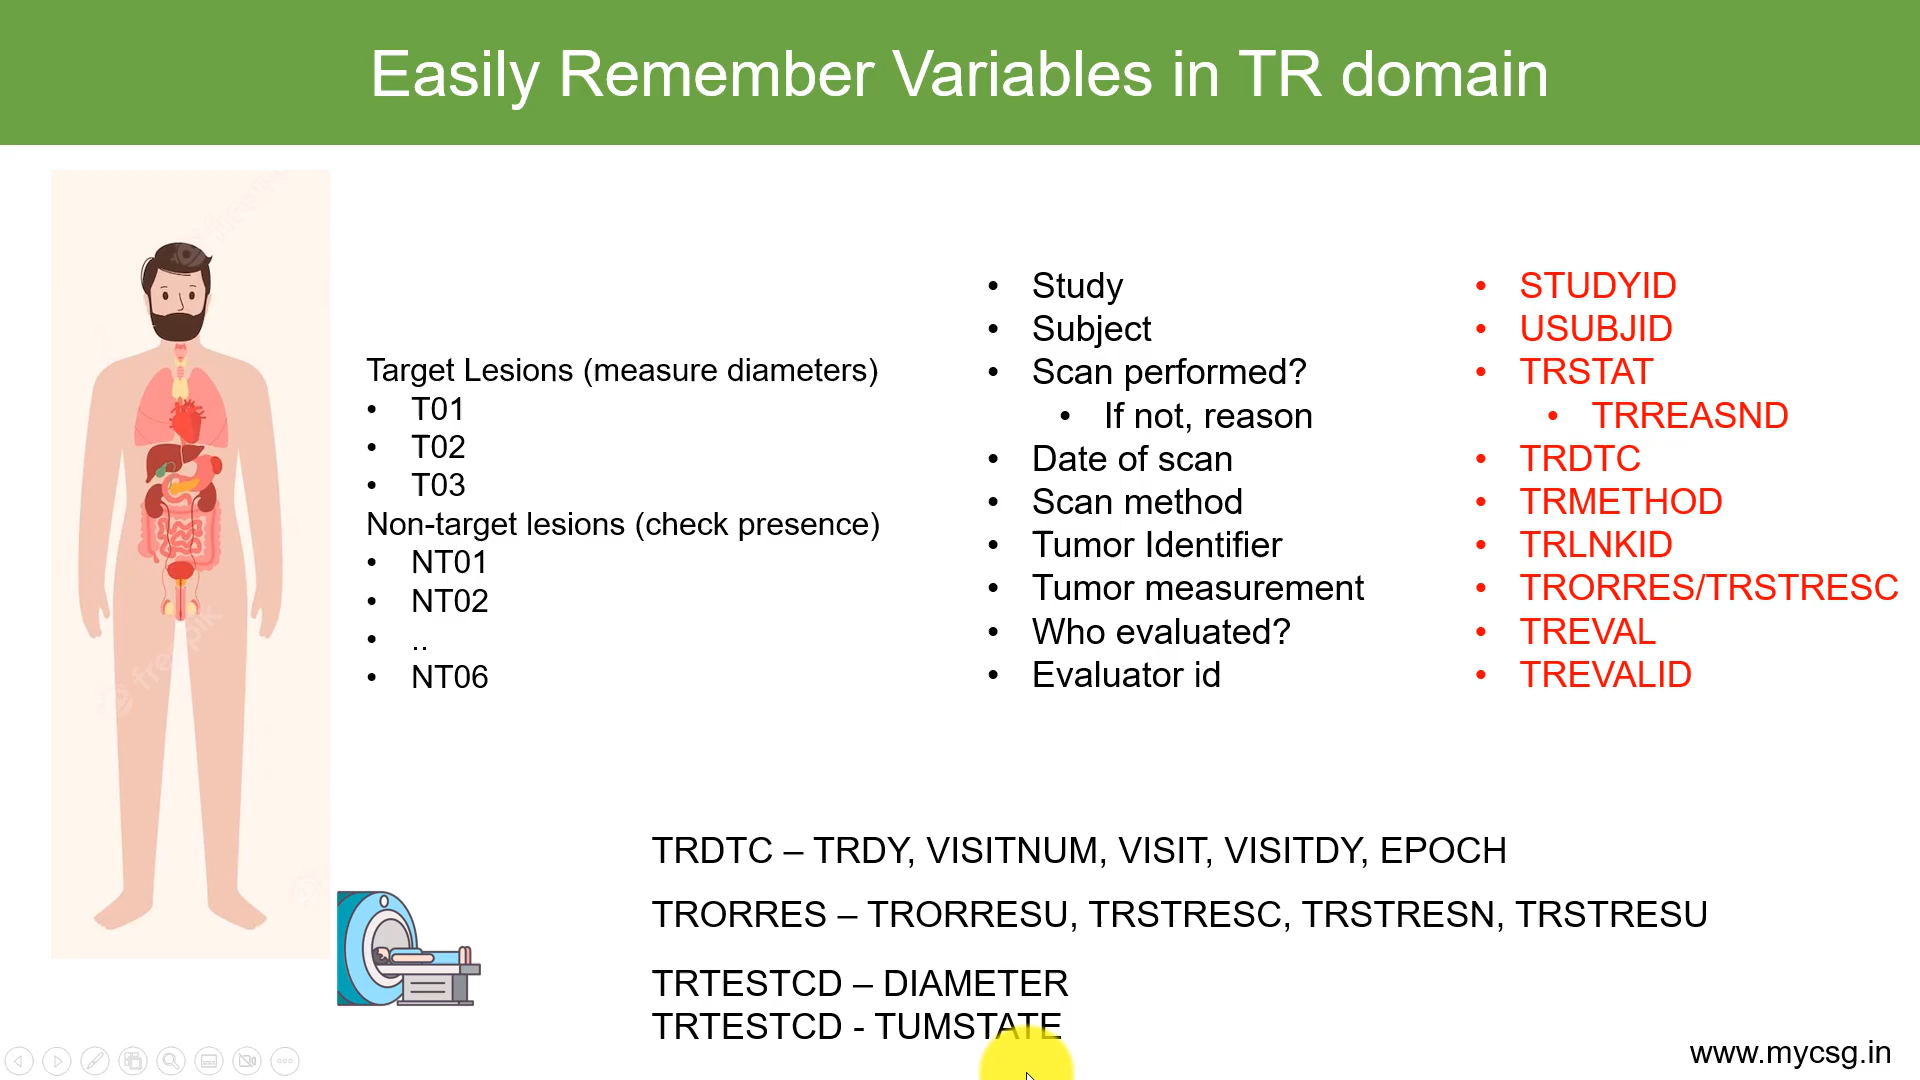 Easily Remember Variables in TR domain
Target Lesions (measure diameters)
• T01
• T02
• T03
Non-target lesions (check presence)
• NT01
• NT02
• ..
• NT06
• Study
• Subject
• Scan performed?
• If not, reason
• Date of scan
• Scan method
• Tumor Identifier
• Tumor measurement
• Who evaluated?
• Evaluator id
• STUDYID
• USUBJID
• TRSTAT
• TRREASND
• TRDTC
• TRMETHOD
• TRLNKID
• TRORRES/TRSTRESC
• TREVAL
• TREVALID
TRDTC – TRDY, VISITNUM, VISIT, VISITDY, EPOCH
TRORRES – TRORRESU, TRSTRESC, TRSTRESN, TRSTRESU
TRTESTCD – DIAMETER
TRTESTCD - TUMSTATE
www.mycsg.in
freepik